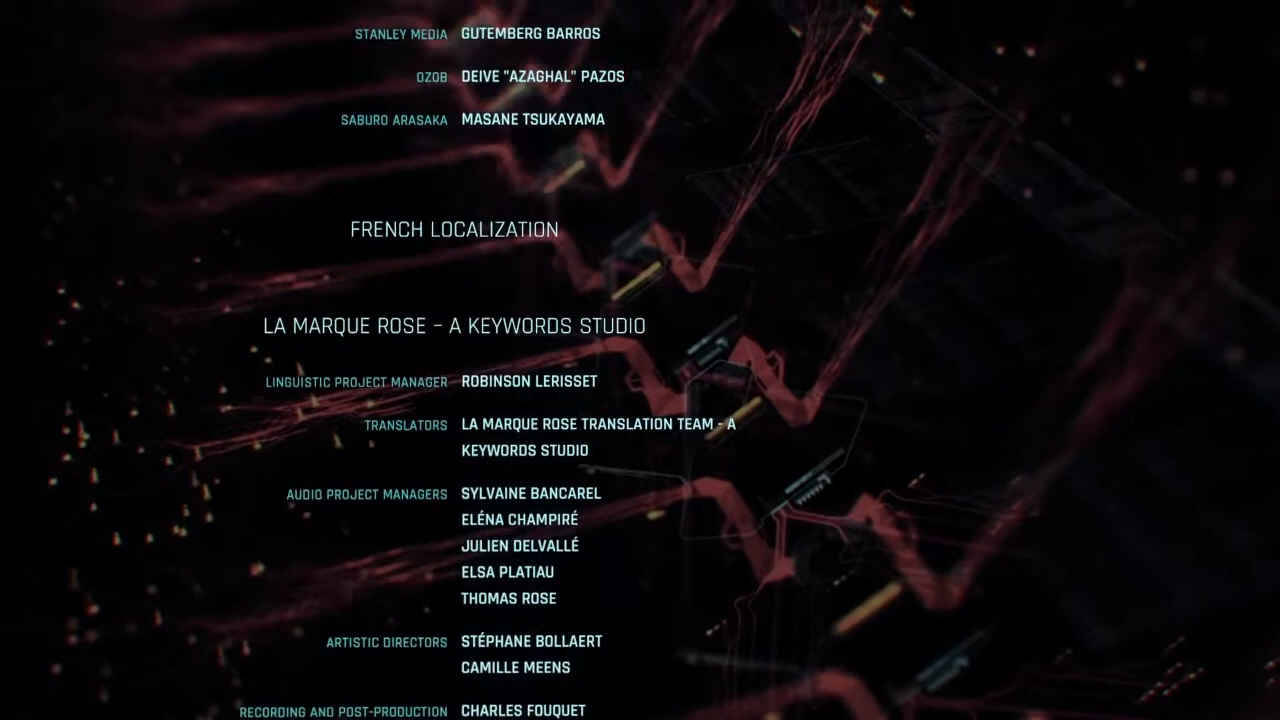 STANLEY MEDIA GUTEMBERG BARROS
OZOB DEIVE "AZAGHAL" PAZOS
SABURO ARASAKA MASANE TSUKAYAMA
FRENCH LOCALIZATION
LA MARQUE ROSE – A KEYWORDS STUDIO
LINGUISTIC PROJECT MANAGER ROBINSON LERISSET
TRANSLATORS LA MARQUE ROSE TRANSLATION TEAM - A
KEYWORDS STUDIO
AUDIO PROJECT MANAGERS SYLVAINE BANCAREL
ELÉNA CHAMPIRÉ
JULIEN DELVALLÉ
ELSA PLATIAU
THOMAS ROSE
ARTISTIC DIRECTORS STÉPHANE BOLLAERT
CAMILLE MEENS
RECORDING AND POST-PRODUCTION CHARLES FOUQUET